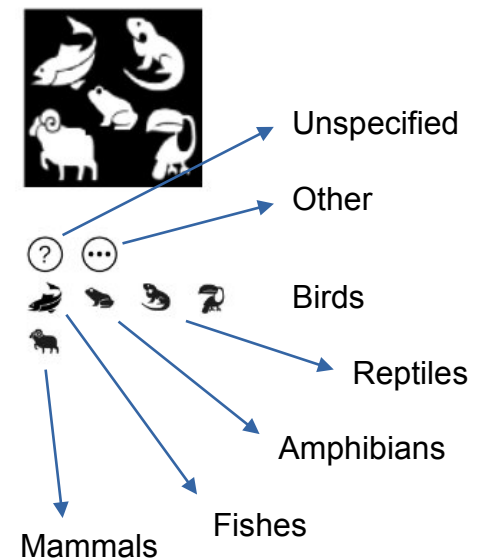 Unspecified
Other
?
Birds
Reptiles
Amphibians
Fishes
Mammals